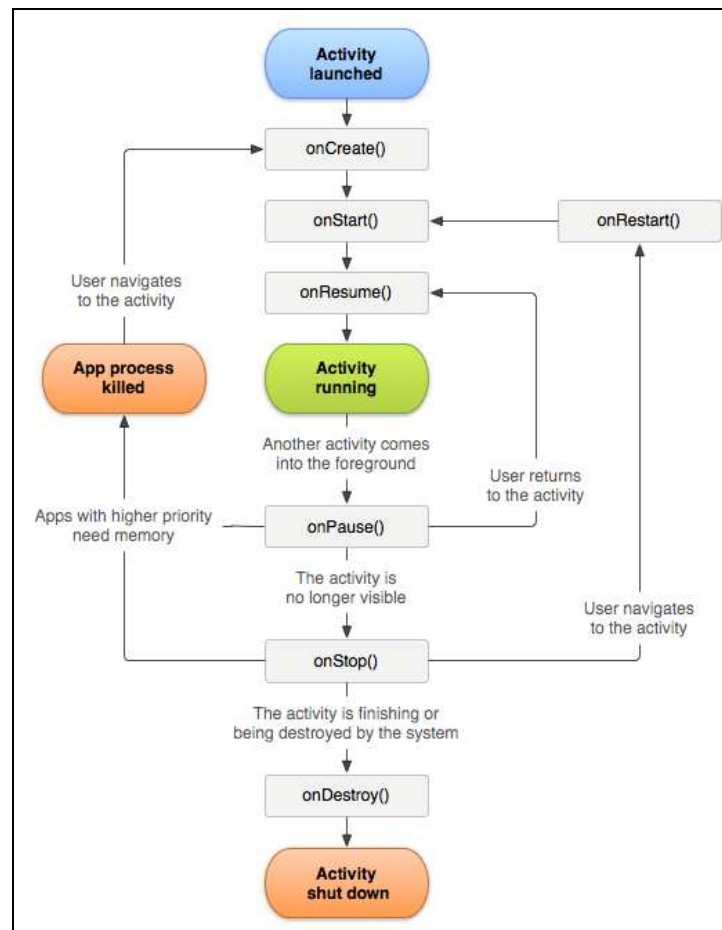 Activity
launched
onCreate()
onStart()
onRestart()
User navigates
to the activity
onResume()
App process
killed
Activity
running
Another activity comes
into the foreground
User returns
to the activity
Apps with higher priority
need memory
onPause()
The activity is
no longer visible
User navigates
to the activity
onStop()
The activity is finishing or
being destroyed by the system
onDestroy()
Activity
shut down